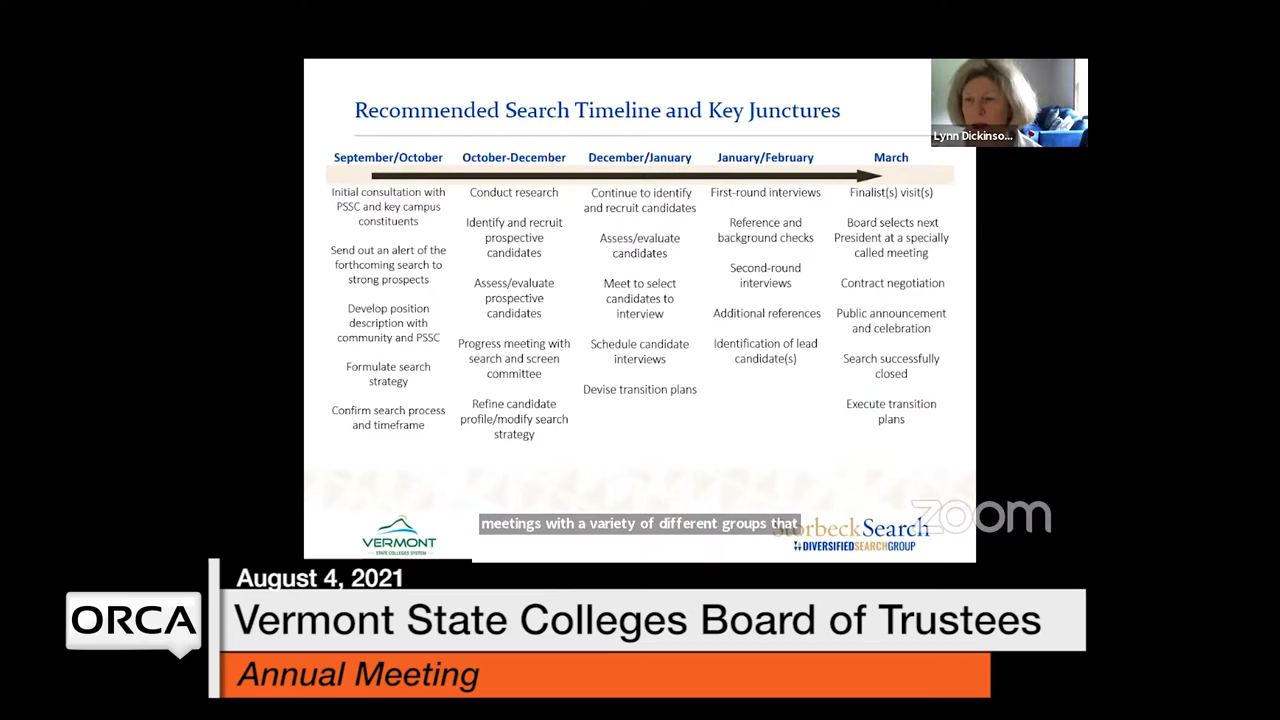 Recommended Search Timeline and Key Junctures
Lynn Dickinso...
September/October
Initial consultation with
PSSC and key campus
constituents
Send out an alert of the
forthcoming search to
strong prospects
Develop position
description with
community and PSSC
Formulate search
strategy
Confirm search process
and timeframe
October-December
Conduct research
Identify and recruit
prospective
candidates
Assess/evaluate
prospective
candidates
Progress meeting with
search and screen
committee
Refine candidate
profile/modify search
strategy
December/January
Continue to identify
and recruit candidates
Assess/evaluate
candidates
Meet to select
candidates to
interview
Schedule candidate
interviews
Devise transition plans
January/February
First-round interviews
Reference and
background checks
Second-round
interviews
Additional references
Identification of lead
candidate(s)
March
Finalist(s) visit(s)
Board selects next
President at a specially
called meeting
Contract negotiation
Public announcement
and celebration
Search successfully
closed
Execute transition
plans
VERMONT
STATE COLLEGES SYSTEM
meetings with a variety of different groups that
StorbeckSearch
DIVERSIFIEDSEARCHGROUP
zoom
August 4, 2021
ORCA
Vermont State Colleges Board of Trustees
Annual Meeting